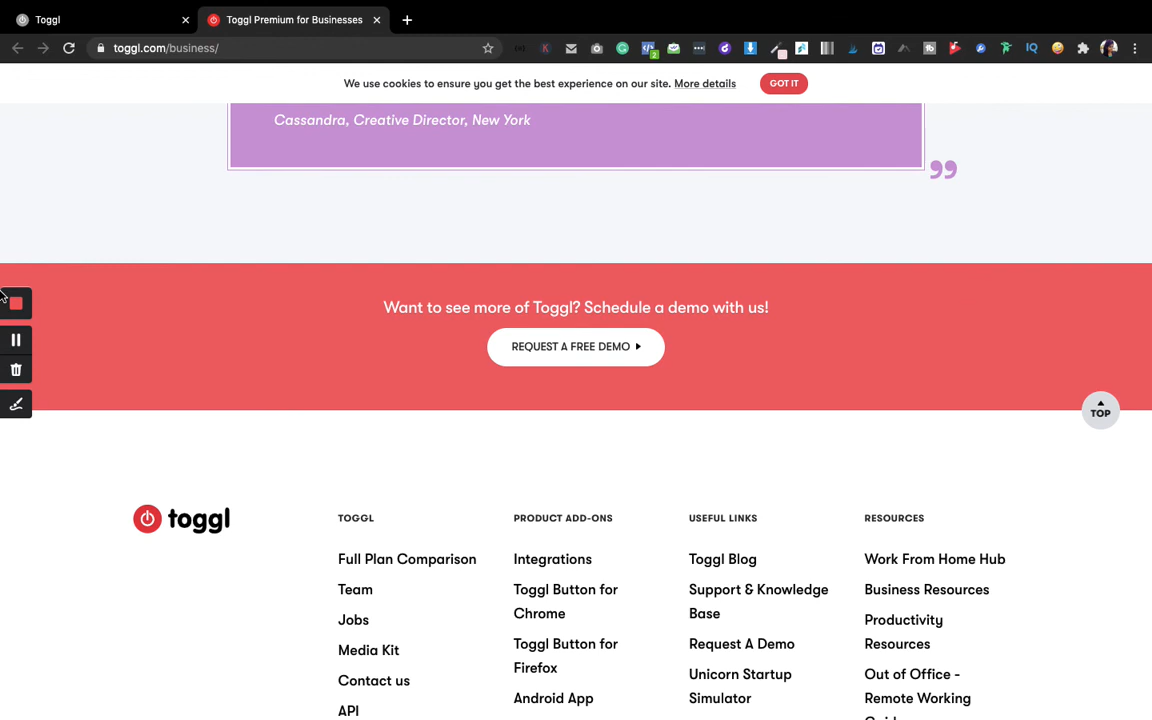 Toggl
Toggl Premium for Businesses
toggl.com/business/
We use cookies to ensure you get the best experience on our site. More details
GOT IT
Cassandra, Creative Director, New York
”
Want to see more of Toggl? Schedule a demo with us!
REQUEST A FREE DEMO
TOP
toggl
TOGGL
Full Plan Comparison
Team
Jobs
Media Kit
Contact us
API
PRODUCT ADD-ONS
Integrations
Toggl Button for
Chrome
Toggl Button for
Firefox
Android App
USEFUL LINKS
Toggl Blog
Support & Knowledge
Base
Request A Demo
Unicorn Startup
Simulator
RESOURCES
Work From Home Hub
Business Resources
Productivity
Resources
Out of Office -
Remote Working